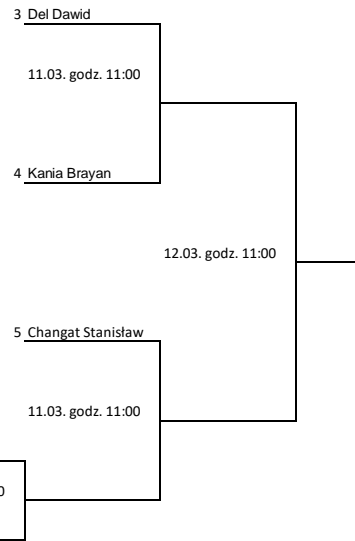 3 Del Dawid
11.03. godz. 11:00
4 Kania Brayan
12.03. godz. 11:00
5 Changat Stanisław
11.03. godz. 11:00
0